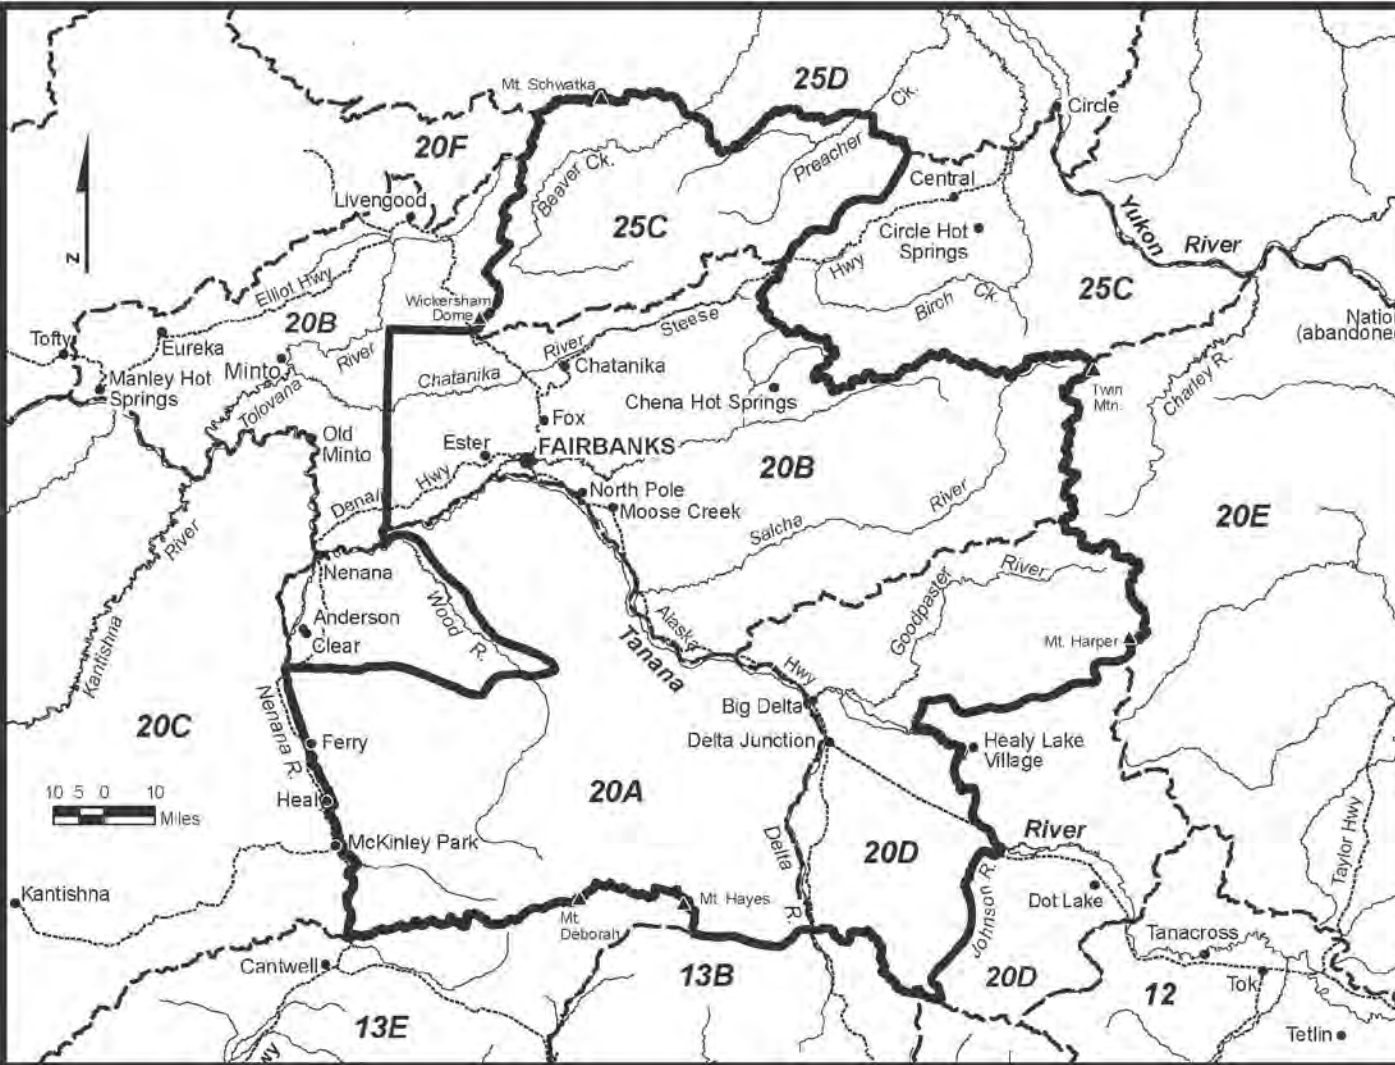 25D
Mt. Schwatka
Ck.
Circle
20F
Beaver Ck.
Preacher
Central
Livengood
25C
Yukon
River
Circle Hot
Springs
Hwy
N
Elliot Hwy
Wickersham
Dome
Birch Ck.
25C
20B
Steese
Natio
(abandoned
Tofty
Eureka
River
River
Chatanika
Minto
Chatanika
Manley Hot
Springs
Twin
Mtn.
Charley R.
Chena Hot Springs
Tolovana
Fox
Old
Minto
Ester
FAIRBANKS
20B
Hwy
Denali
North Pole
Moose Creek
River
Salcha
20E
River
Nenana
River
Goodpaster
Wood
R.
Anderson
Clear
Alaska
Kantishna
Tanana
Mt. Harper
Hwy
Nenana R.
Big Delta
20C
Ferry
Delta Junction
Healy Lake
Village
10 5 0 10
Miles
Heal
20A
River
McKinley Park
Delta
20D
Taylor Hwy
Kantishna
Mt. Hayes
R.
Johnson R.
Dot Lake
Mt.
Deborah
Tanacross
Cantwell
13B
20D
12
Tok
13E
Tetlin
wy